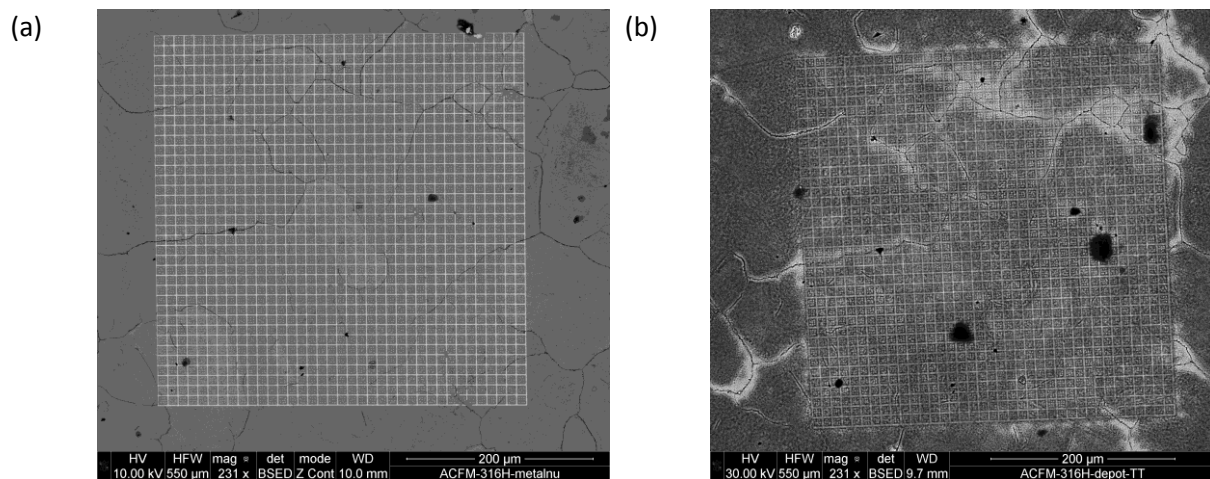 (a)
(b)
HV HFW mag det mode WD 200 µm
10.00 kV 550 µm 231 x BSED Z Cont 10.0 mm ACFM-316H-metalnu
HV HFW mag det WD 200 µm
30.00 kV 550 µm 231 x BSED 9.7 mm ACFM-316H-depot-TT